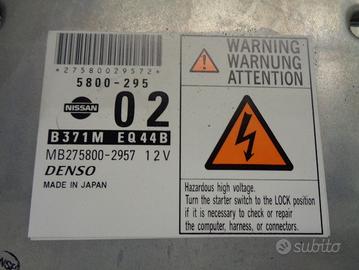 *27580029572*
5800-295
NISSAN
02
B371M EQ44B
MB275800-2957 12V
DENSO
MADE IN JAPAN
WARNING
WARNUNG
ATTENTION
Hazardous high voltage.
Turn the starter switch to the LOCK position
if it is necessary to check or repair
the computer, harness, or connectors.
subito